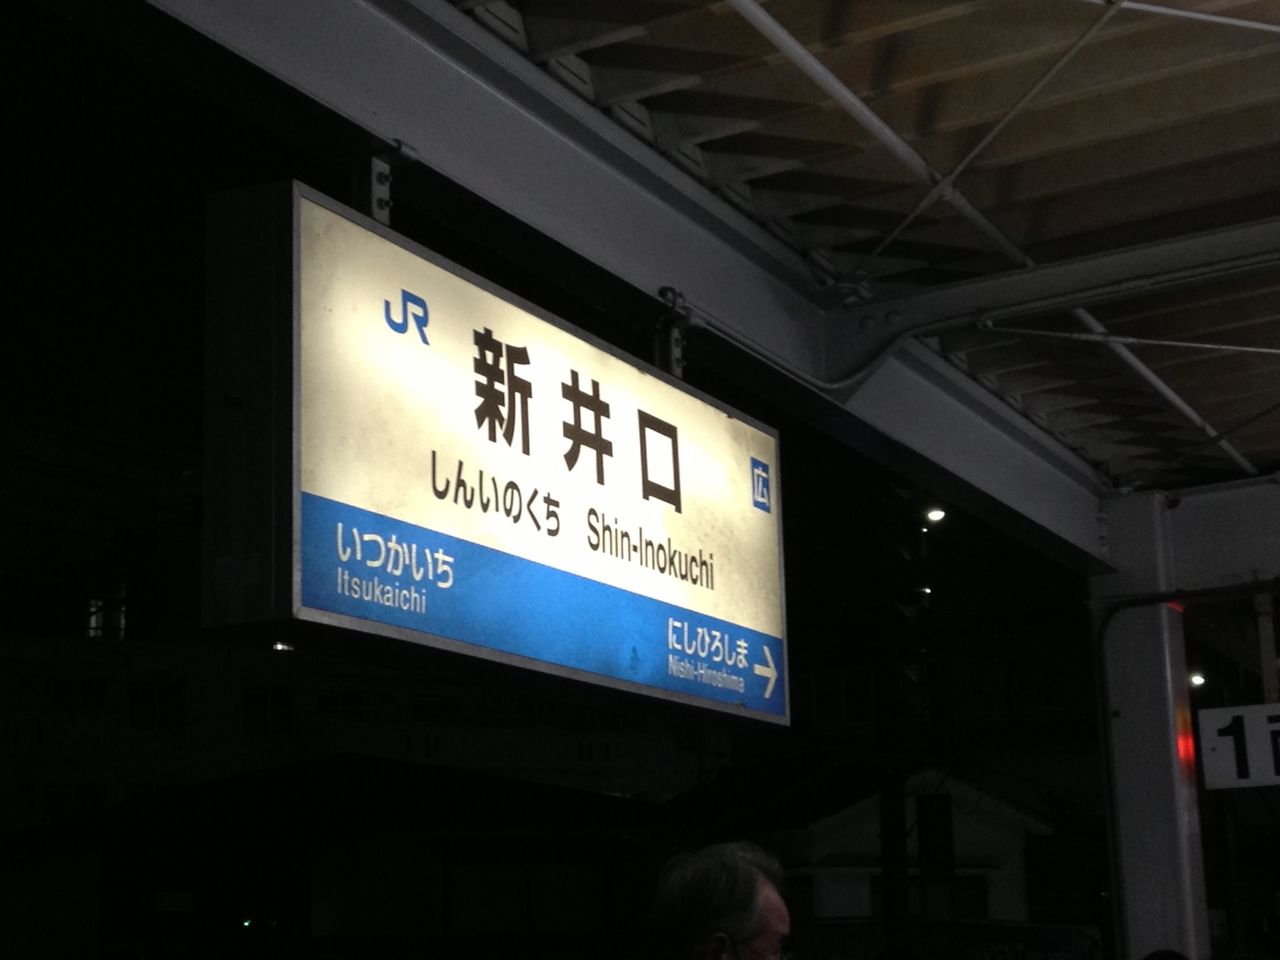 JR
新井口
広
しんいのくち Shin-Inokuchi
いつかいち
Itsukaichi
にしひろしま →
Nishi-Hiroshima
1